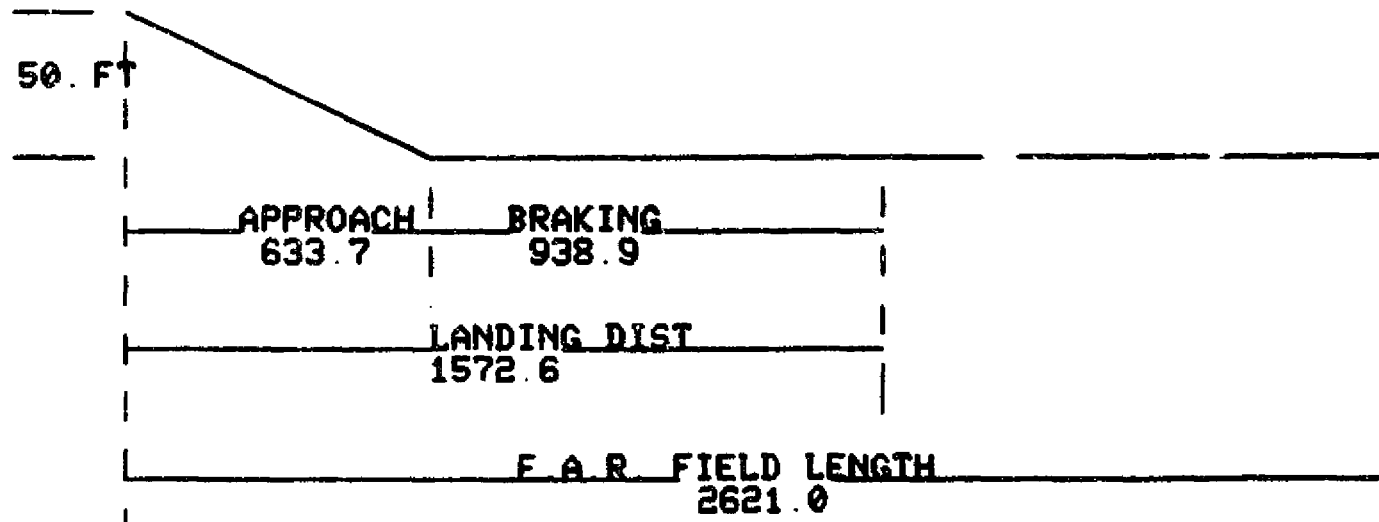 50. FT
APPROACH BRAKING
633.7 938.9
LANDING DIST
1572.6
F.A.R. FIELD LENGTH
2621.0